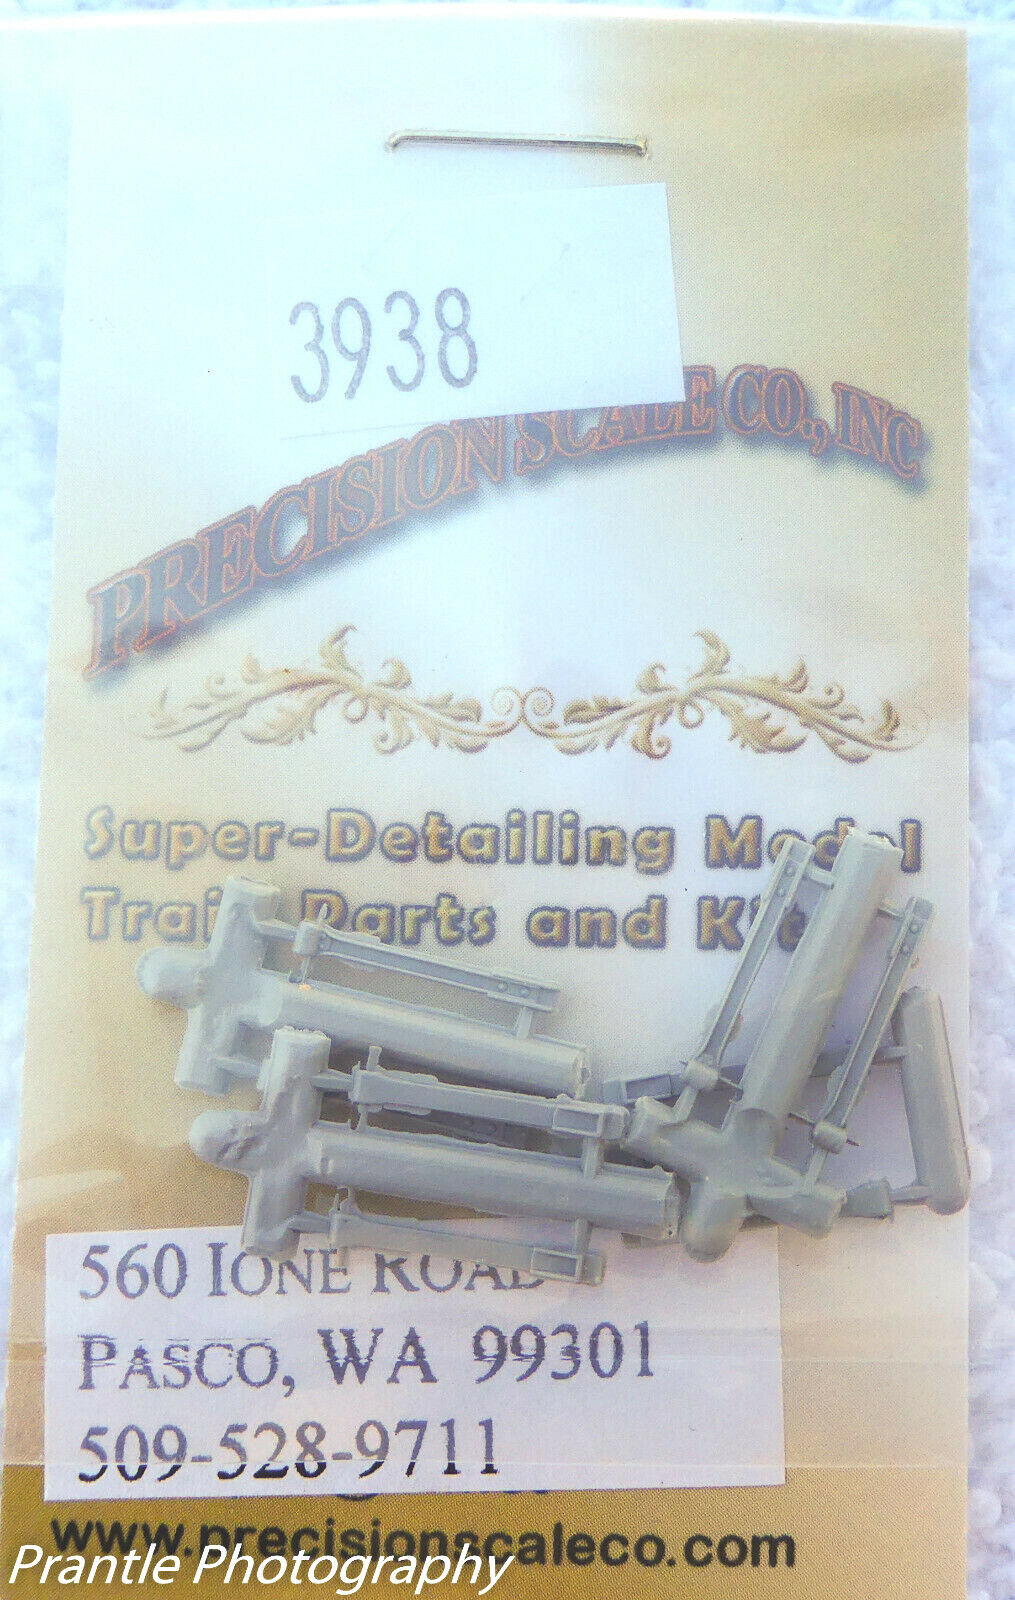 3938
PRECISION SCALE CO., INC
Super-Detailing Model
Train Parts and
560 IONE ROAD
PASCO, WA 99301
509-528-9711
www.precisionscaleco.com
Prantle Photography